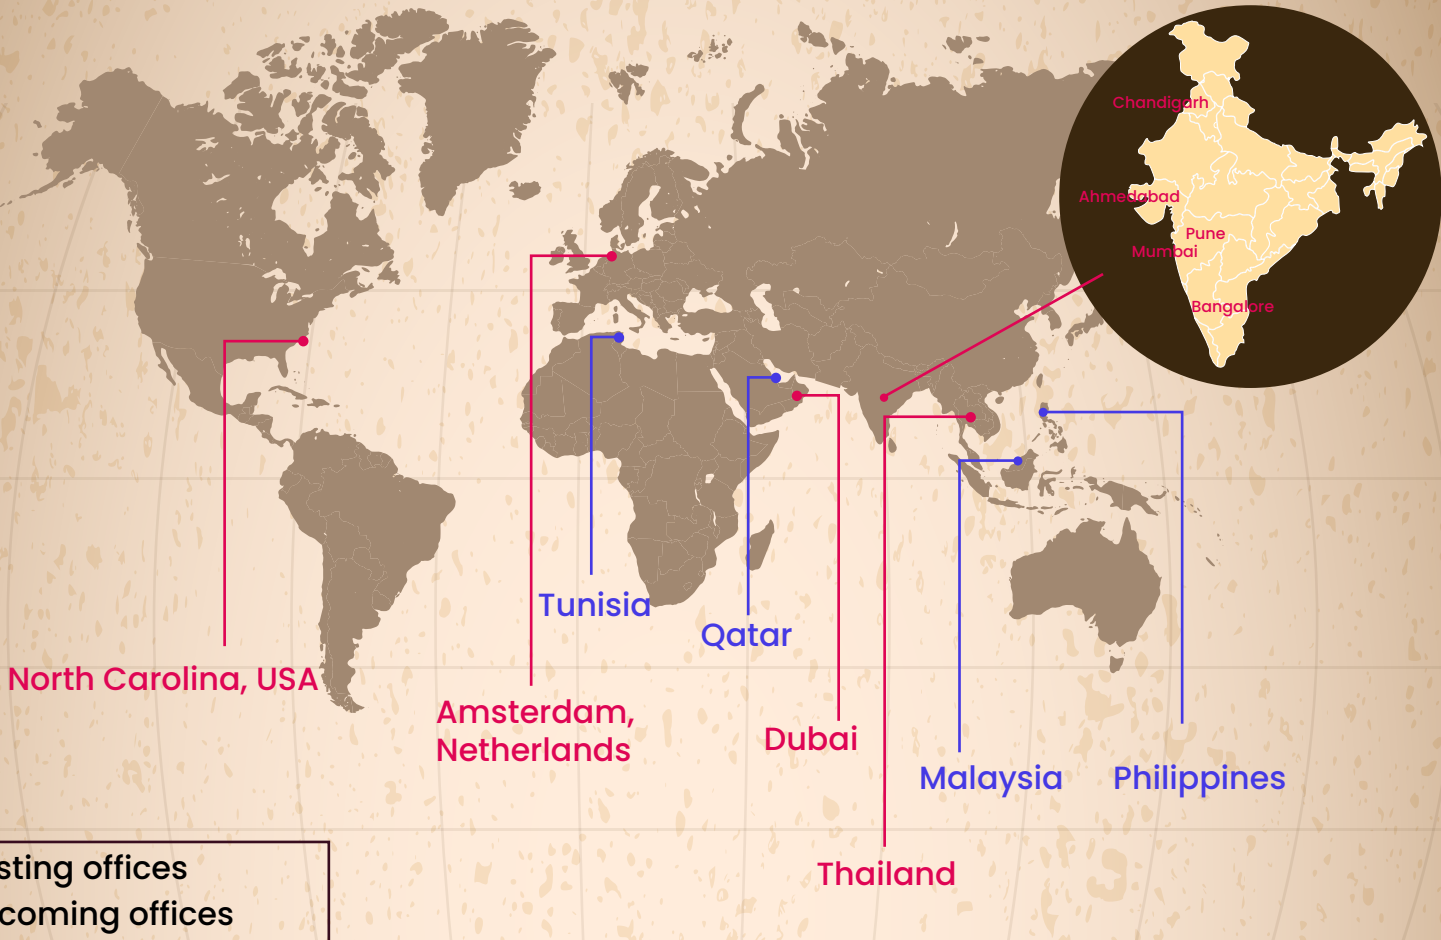 Chandigarh
Ahmedabad
Pune
Mumbai
Bangalore
Tunisia
Qatar
North Carolina, USA
Amsterdam,
Netherlands
Dubai
Malaysia
Philippines
Thailand
sting offices
coming offices